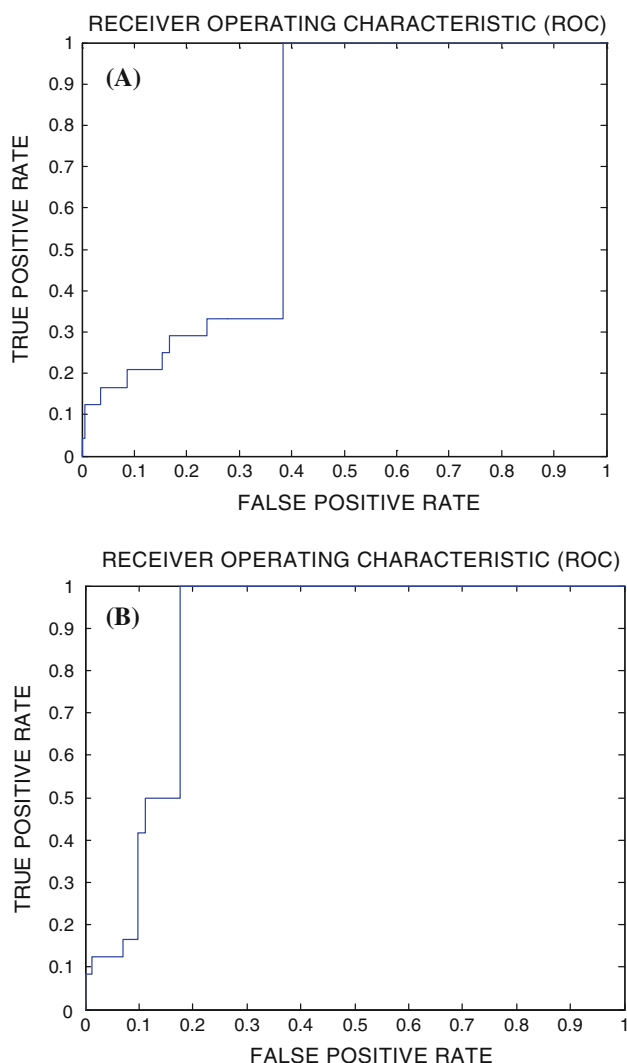 RECEIVER OPERATING CHARACTERISTIC (ROC)
(A)
TRUE POSITIVE RATE
1
0.9
0.8
0.7
0.6
0.5
0.4
0.3
0.2
0.1
0
0 0.1 0.2 0.3 0.4 0.5 0.6 0.7 0.8 0.9 1
FALSE POSITIVE RATE
RECEIVER OPERATING CHARACTERISTIC (ROC)
(B)
TRUE POSITIVE RATE
1
0.9
0.8
0.7
0.6
0.5
0.4
0.3
0.2
0.1
0
0 0.1 0.2 0.3 0.4 0.5 0.6 0.7 0.8 0.9 1
FALSE POSITIVE RATE